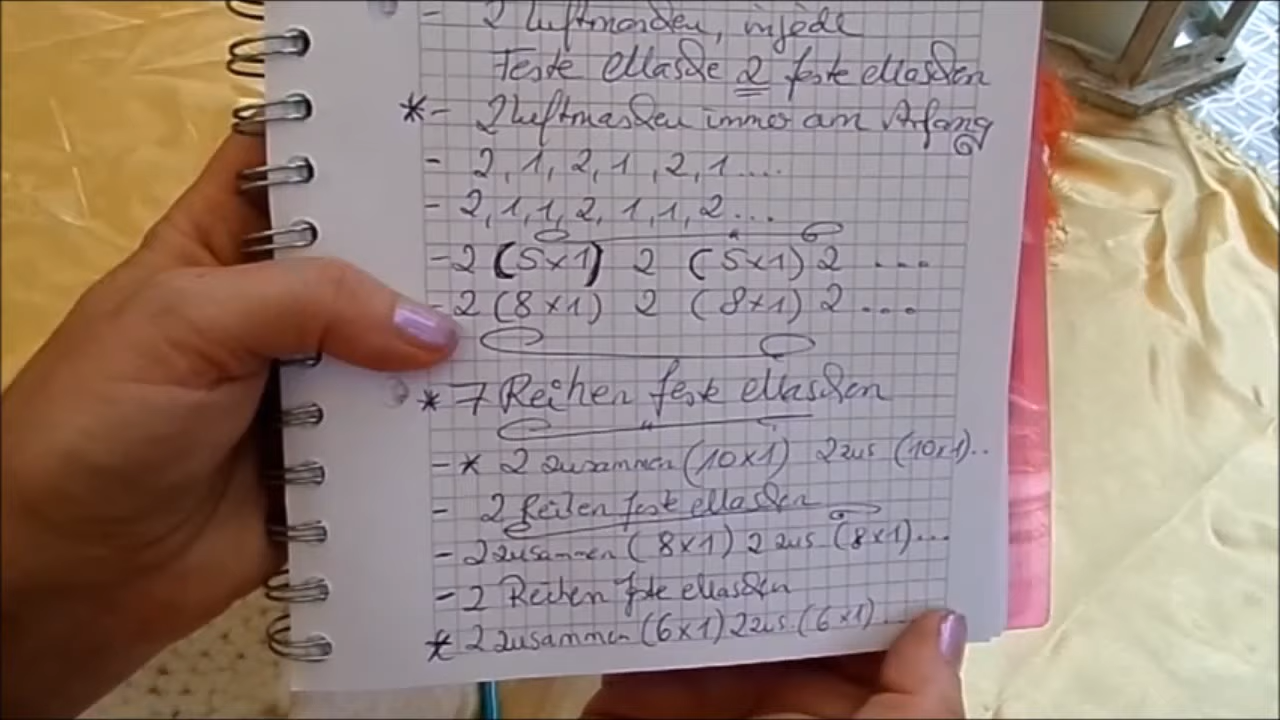 - 2 Luftmaschen, in jede
Feste Masche 2 feste Maschen
*- 2 Luftmaschen immer am Anfang
- 2, 1, 2, 1, 2, 1 ....
- 2, 1, 1, 2, 1, 1, 2 ...
- 2 (5x1) 2 (5x1) 2 ...
- 2 (8x1) 2 (8x1) 2 ...
* 7 Reihen feste Maschen
-* 2 zusammen (10x1) 2 zus (10x1)..
- 2 Reihen feste Maschen
- 2 zusammen (8x1) 2 zus (8x1)...
- 2 Reihen feste Maschen
* 2 zusammen (6x1) 2 zus. (6x1) ....